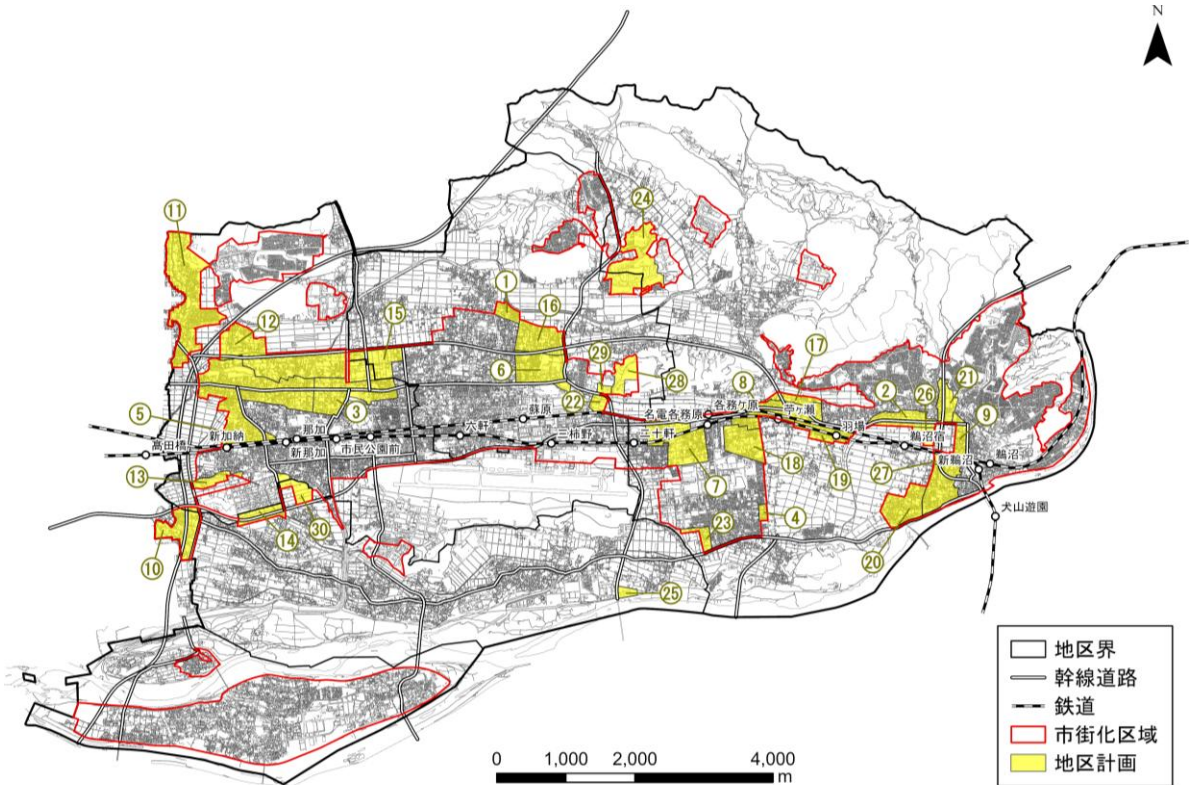 N
⑪
㉔
①
⑯
⑫
⑮
⑰
㉙
⑥
㉘
⑧
②
㉖
㉑
㉒
名電各務原
各務ケ原
苧ヶ瀬
⑨
⑤
③
蘇原
羽場
高田橋
新加納
那加
六軒
三柿野
二十軒
鵜沼宿
新那加
市民公園前
新鵜沼
鵜沼
⑬
⑱
㉗
⑦
⑲
犬山遊園
㉓
④
⑭
㉚
⑳
⑩
㉕
地区界
幹線道路
鉄道
市街化区域
地区計画
0 1,000 2,000 4,000
m